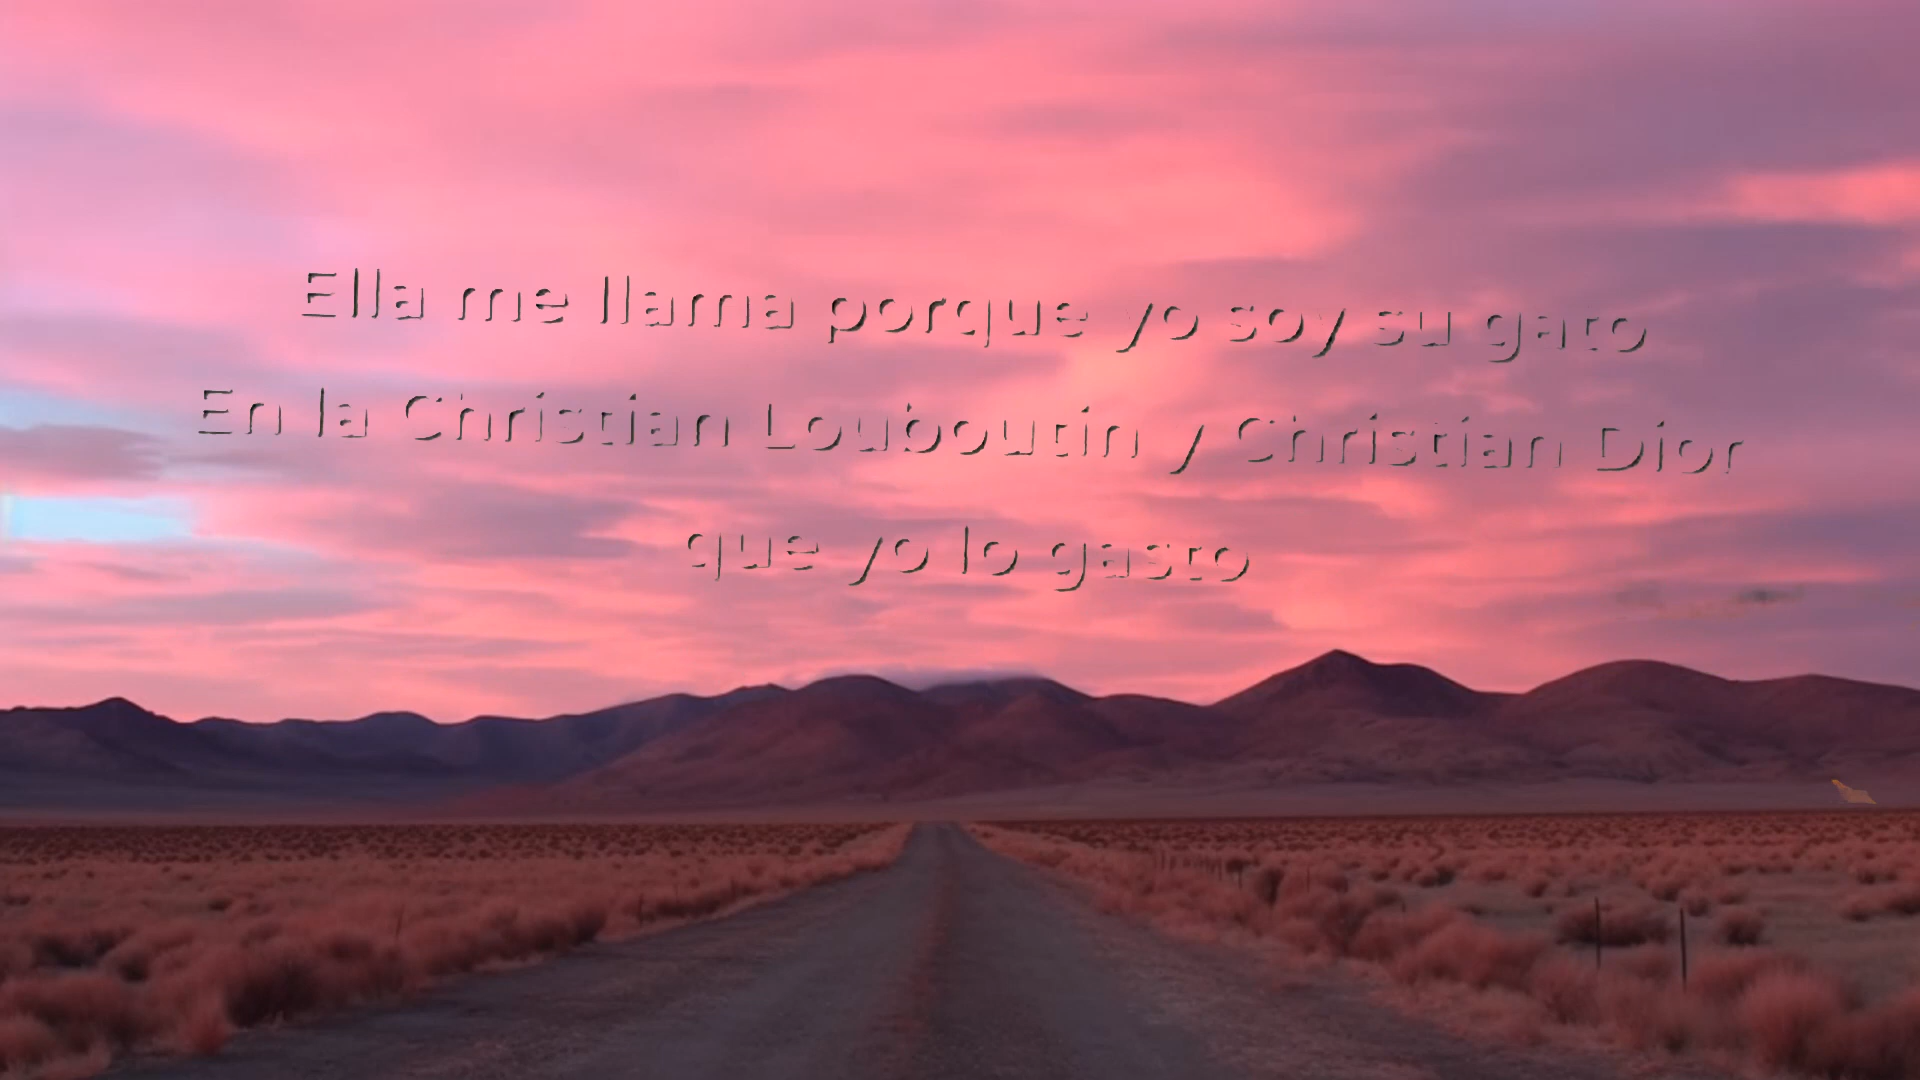 Ella me llama porque yo soy su gato
En la Christian Louboutin y Christian Dior
que yo lo gasto